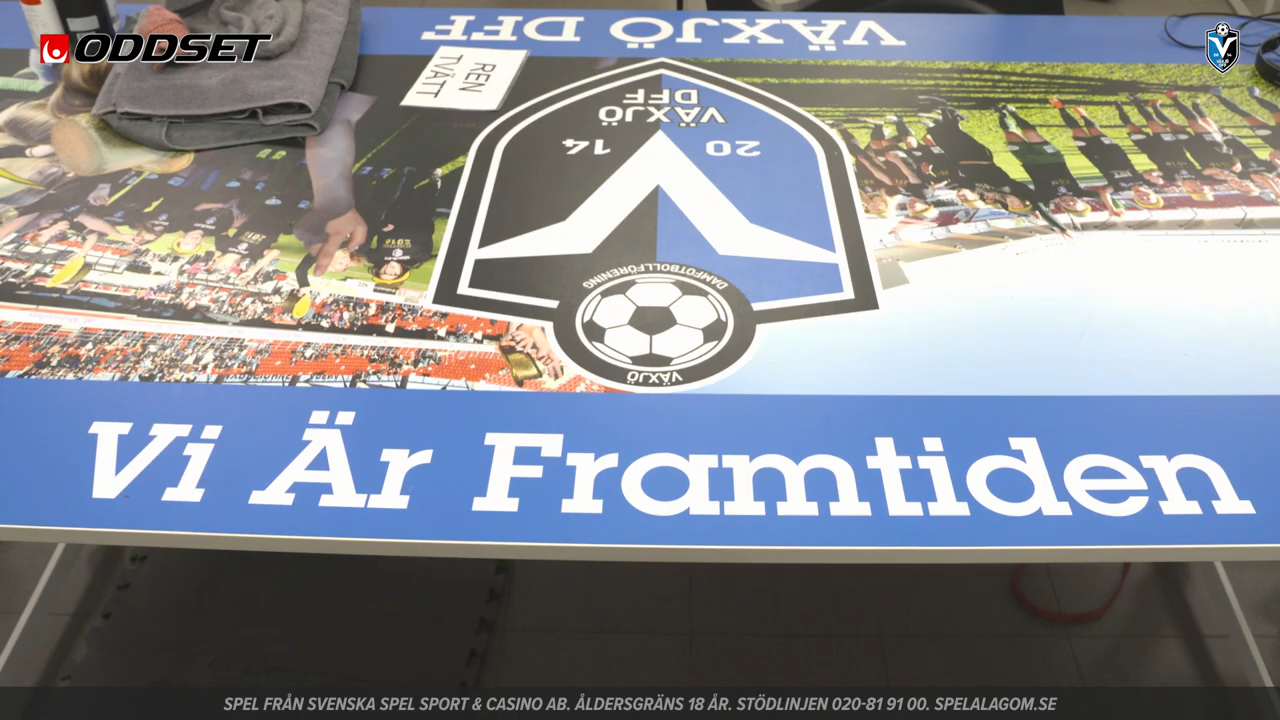 ODDSET
VÄXJÖ DFF
REN
TVÄTT
VÄXJÖ
DFF
20 14
DAMFOTBOLLFÖRENING
VÄXJÖ
Vi Är Framtiden
SPEL FRÅN SVENSKA SPEL SPORT & CASINO AB. ÅLDERSGRÄNS 18 ÅR. STÖDLINJEN 020-81 91 00. SPELALAGOM.SE